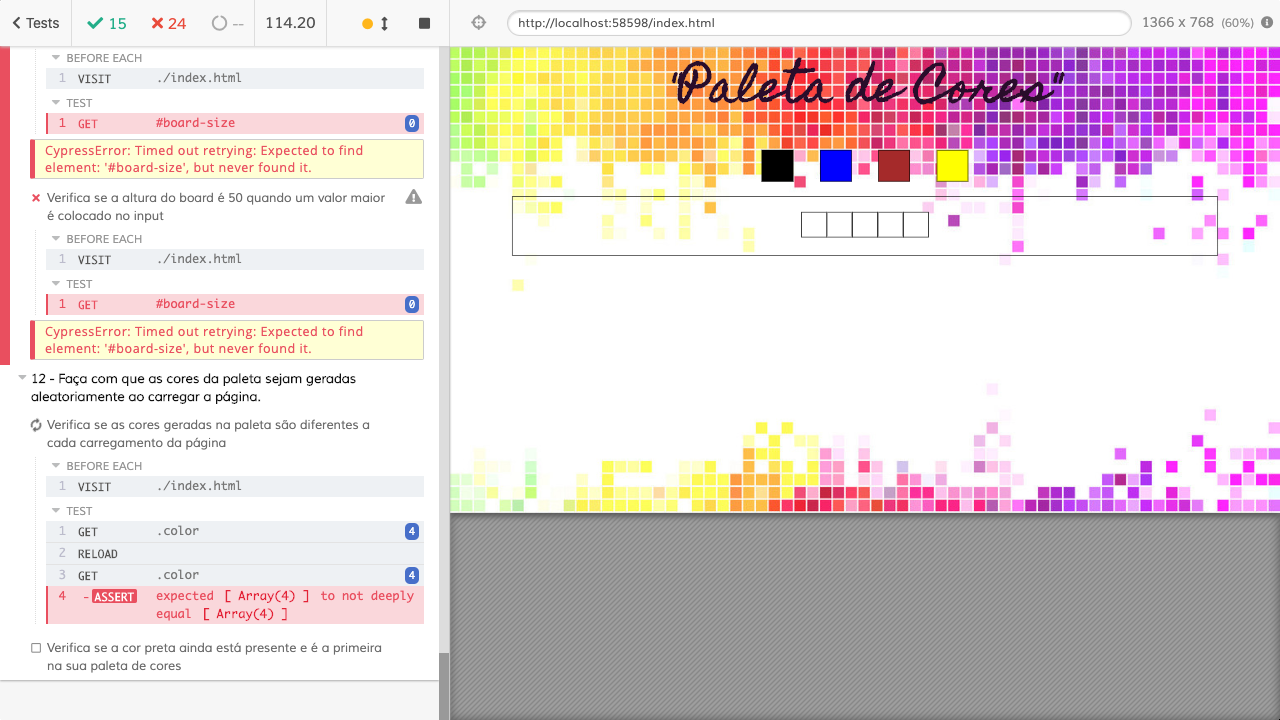 Tests 15 24 -- 114.20
http://localhost:58598/index.html 1366 x 768 (60%)
BEFORE EACH
1 VISIT ./index.html
TEST
1 GET #board-size 0
CypressError: Timed out retrying: Expected to find
element: '#board-size', but never found it.
Verifica se a altura do board é 50 quando um valor maior
é colocado no input
BEFORE EACH
1 VISIT ./index.html
TEST
1 GET #board-size 0
CypressError: Timed out retrying: Expected to find
element: '#board-size', but never found it.
12 - Faça com que as cores da paleta sejam geradas
aleatoriamente ao carregar a página.
Verifica se as cores geradas na paleta são diferentes a
cada carregamento da página
BEFORE EACH
1 VISIT ./index.html
TEST
1 GET .color 4
2 RELOAD
3 GET .color 4
4 - ASSERT expected [ Array(4) ] to not deeply
equal [ Array(4) ]
Verifica se a cor preta ainda está presente e é a primeira
na sua paleta de cores
"Paleta de Cores"